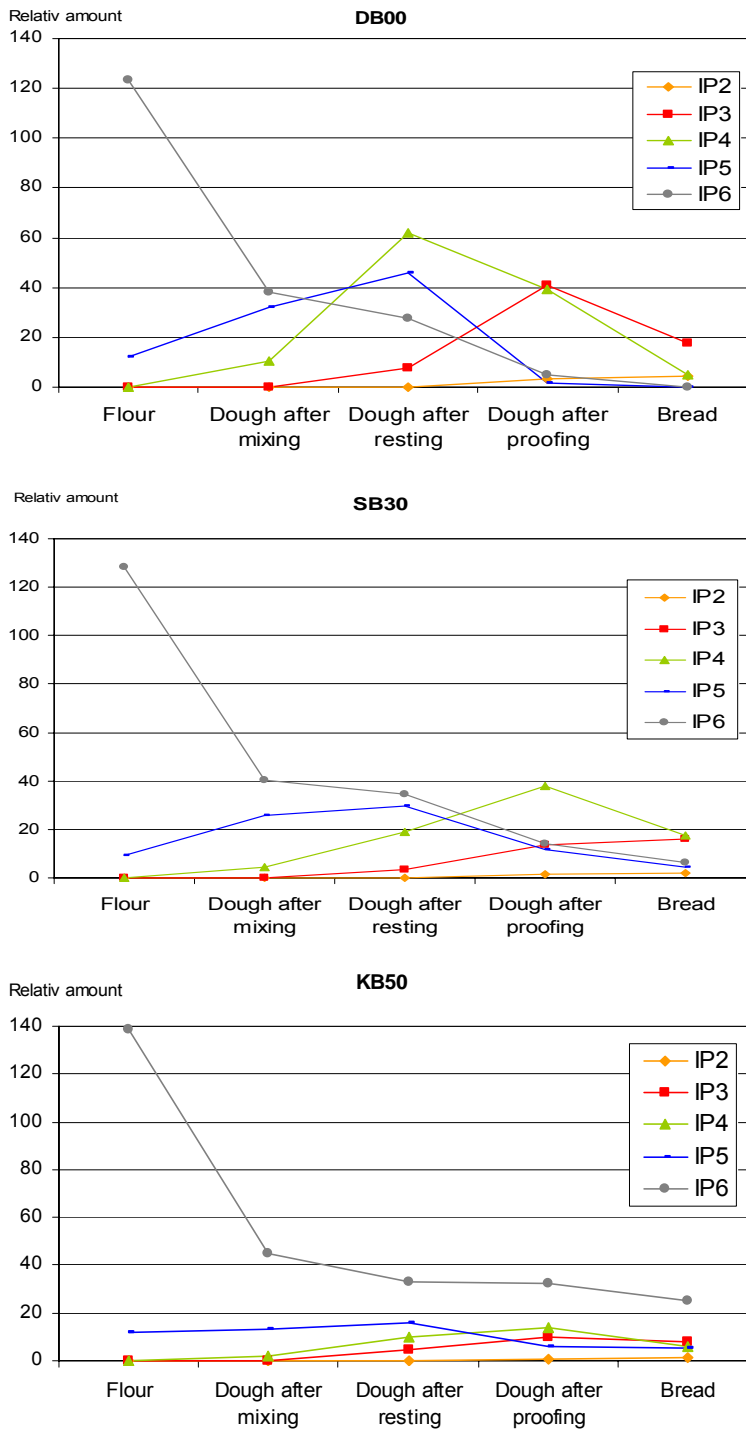 Relativ amount
DB00
140
120
100
80
60
40
20
0
IP2
IP3
IP4
IP5
IP6
Flour
Dough after mixing
Dough after resting
Dough after proofing
Bread
Relativ amount
SB30
140
120
100
80
60
40
20
0
IP2
IP3
IP4
IP5
IP6
Flour
Dough after mixing
Dough after resting
Dough after proofing
Bread
Relativ amount
KB50
140
120
100
80
60
40
20
0
IP2
IP3
IP4
IP5
IP6
Flour
Dough after mixing
Dough after resting
Dough after proofing
Bread